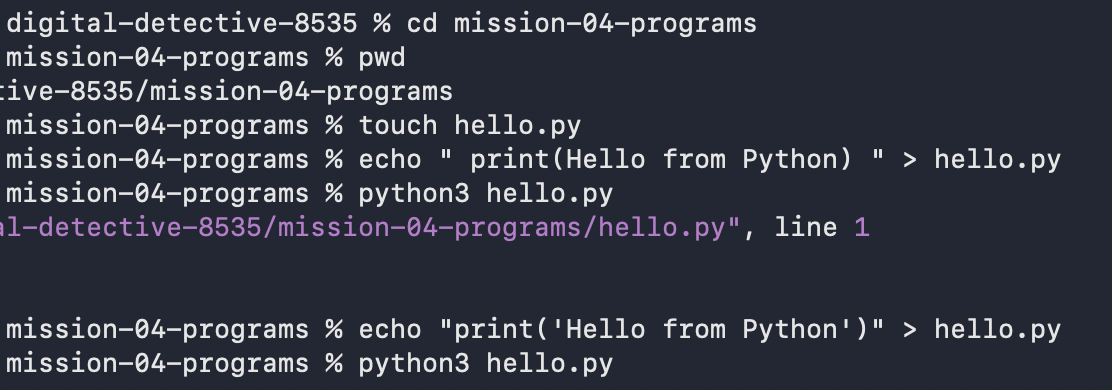 digital-detective-8535 % cd mission-04-programs
mission-04-programs % pwd
tive-8535/mission-04-programs
mission-04-programs % touch hello.py
mission-04-programs % echo " print(Hello from Python) " > hello.py
mission-04-programs % python3 hello.py
al-detective-8535/mission-04-programs/hello.py", line 1
mission-04-programs % echo "print('Hello from Python')" > hello.py
mission-04-programs % python3 hello.py